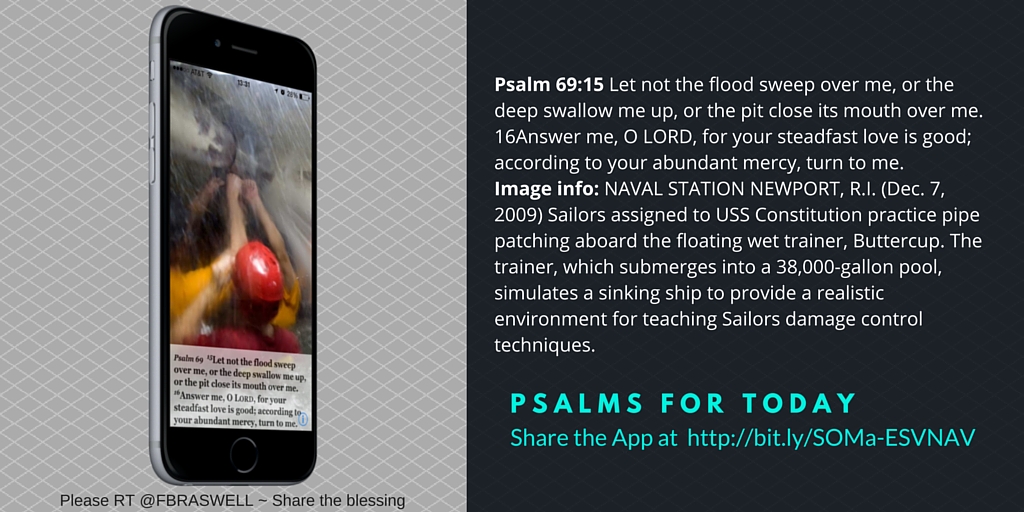 AT&T 13:31 28%
Psalm 69 15Let not the flood sweep
over me, or the deep swallow me up,
or the pit close its mouth over me.
16Answer me, O LORD, for your
steadfast love is good; according to
your abundant mercy, turn to me.
Please RT @FBRASWELL ~ Share the blessing
Psalm 69:15 Let not the flood sweep over me, or the
deep swallow me up, or the pit close its mouth over me.
16Answer me, O LORD, for your steadfast love is good;
according to your abundant mercy, turn to me.
Image info: NAVAL STATION NEWPORT, R.I. (Dec. 7,
2009) Sailors assigned to USS Constitution practice pipe
patching aboard the floating wet trainer, Buttercup. The
trainer, which submerges into a 38,000-gallon pool,
simulates a sinking ship to provide a realistic
environment for teaching Sailors damage control
techniques.
PSALMS FOR TODAY
Share the App at http://bit.ly/SOMa-ESVNAV